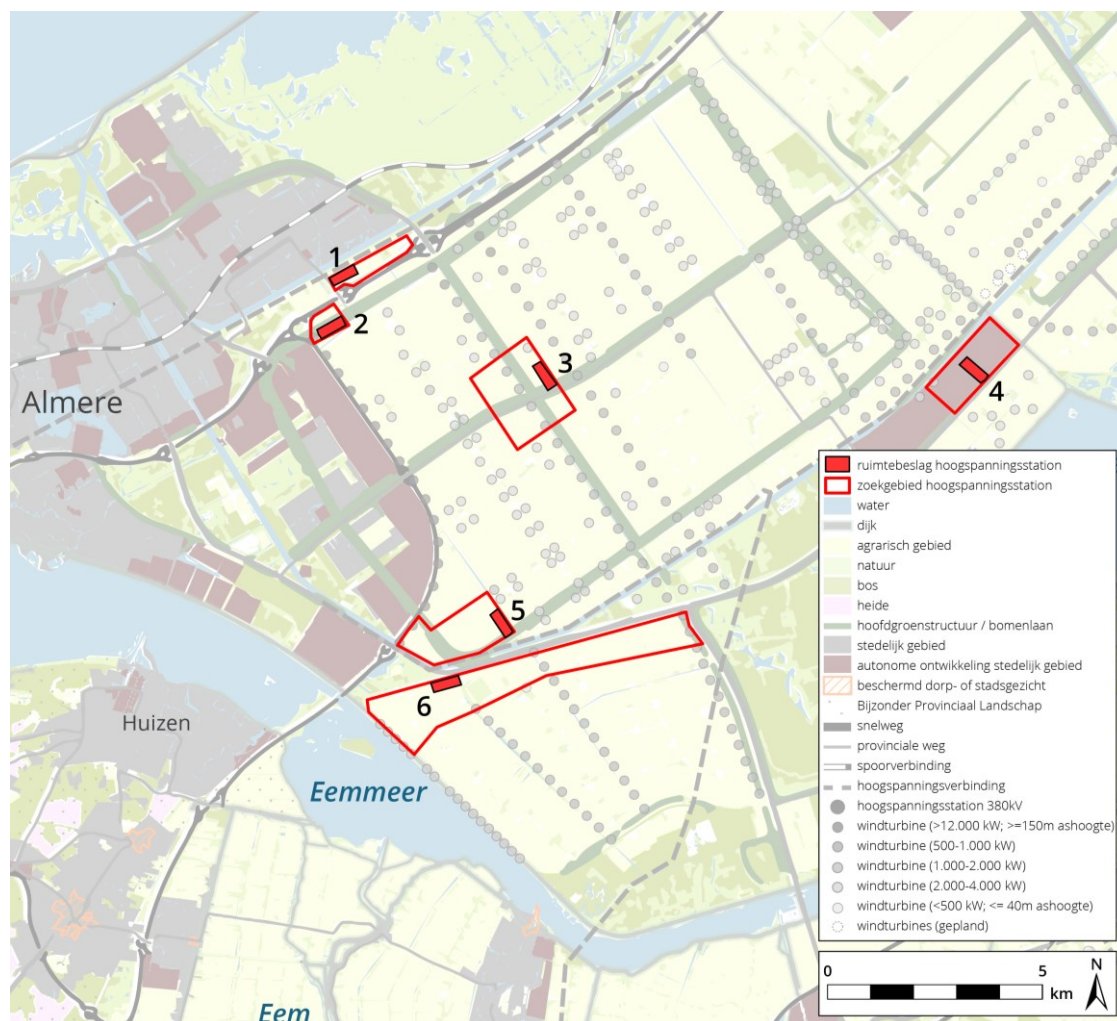 1
2
3
Almere
4
5
6
Huizen
Eemmeer
Eem
ruimtebeslag hoogspanningsstation
zoekgebied hoogspanningsstation
water
dijk
agrarisch gebied
natuur
bos
heide
hoofdgroenstructuur / bomenlaan
stedelijk gebied
autonome ontwikkeling stedelijk gebied
beschermd dorp- of stadsgezicht
Bijzonder Provinciaal Landschap
snelweg
provinciale weg
spoorverbinding
hoogspanningsverbinding
hoogspanningsstation 380kV
windturbine (>12.000 kW; >=150m ashoogte)
windturbine (500-1.000 kW)
windturbine (1.000-2.000 kW)
windturbine (2.000-4.000 kW)
windturbine (<500 kW; <= 40m ashoogte)
windturbines (gepland)
0 5
km
N